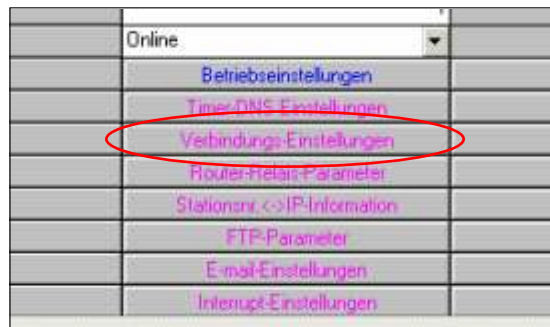 Online
Betriebseinstellungen
Timer-DNS-Einstellungen
Verbindungs-Einstellungen
Router-Relais-Parameter
Stationsnr.<->IP-Information
FTP-Parameter
E-mail-Einstellungen
Interrupt-Einstellungen